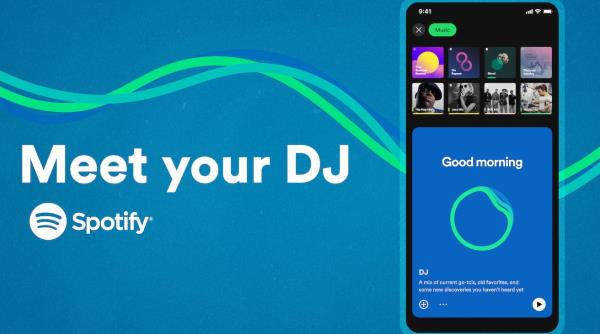 Meet your DJ
Spotify®
9:41
Music
Good morning
DJ
A mix of current go-to's, old favorites, and
some new discoveries you haven't heard yet